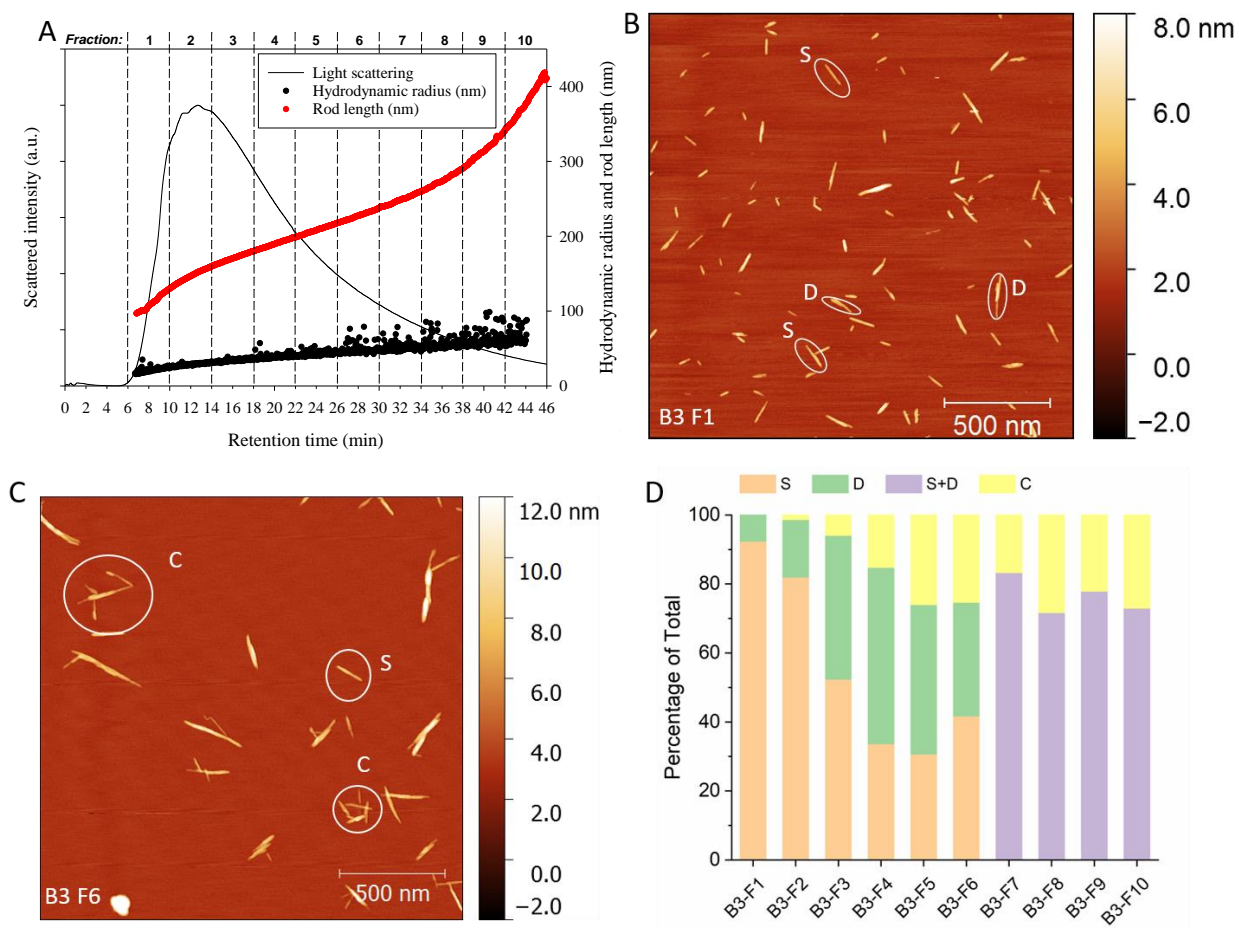 A
Fraction: 1 2 3 4 5 6 7 8 9 10
Light scattering
Hydrodynamic radius (nm)
Rod length (nm)
Scattered intensity (a.u.)
400
300
200
100
0
Hydrodynamic radius and rod length (nm)
0 2 4 6 8 10 12 14 16 18 20 22 24 26 28 30 32 34 36 38 40 42 44 46
Retention time (min)
B
S
D
D
S
B3 F1
500 nm
8.0 nm
6.0
4.0
2.0
0.0
−2.0
C
C
S
C
B3 F6
500 nm
12.0 nm
10.0
8.0
6.0
4.0
2.0
0.0
−2.0
D
S D S+D C
Percentage of Total
100
80
60
40
20
0
B3-F1 B3-F2 B3-F3 B3-F4 B3-F5 B3-F6 B3-F7 B3-F8 B3-F9 B3-F10